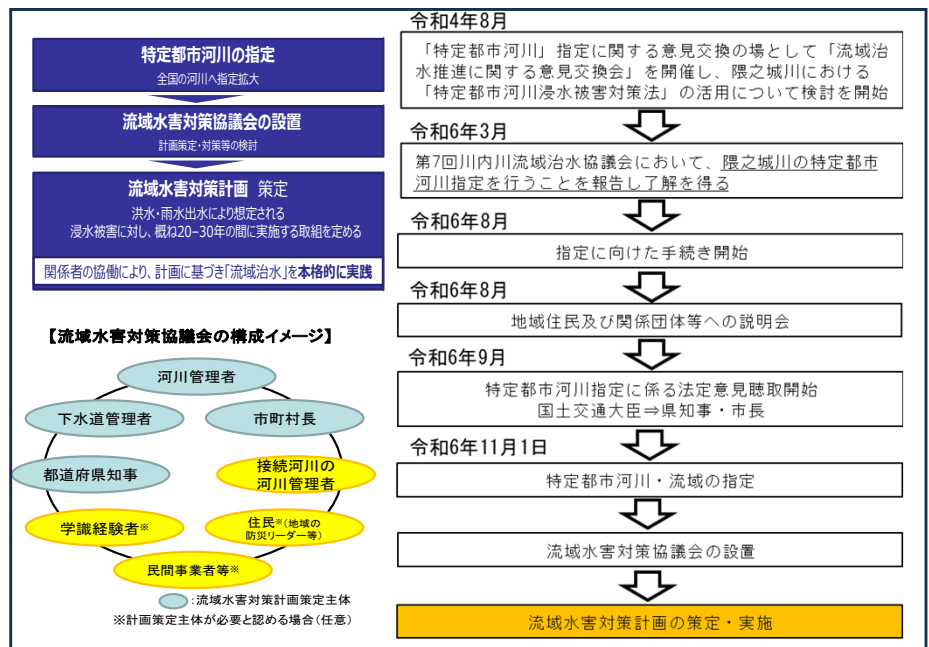 特定都市河川の指定
全国の河川へ指定拡大
流域水害対策協議会の設置
計画策定・対策等の検討
流域水害対策計画 策定
洪水・雨水出水により想定される
浸水被害に対し、概ね20−30年の間に実施する取組を定める
関係者の協働により、計画に基づき「流域治水」を本格的に実践
【流域水害対策協議会の構成イメージ】
河川管理者
下水道管理者
市町村長
都道府県知事
接続河川の
河川管理者
学識経験者※
住民※(地域の
防災リーダー等)
民間事業者等※
:流域水害対策計画策定主体
※計画策定主体が必要と認める場合(任意)
令和4年8月
「特定都市河川」指定に関する意見交換の場として「流域治
水推進に関する意見交換会」を開催し、隈之城川における
「特定都市河川浸水被害対策法」の活用について検討を開始
令和6年3月
第7回川内川流域治水協議会において、隈之城川の特定都市
河川指定を行うことを報告し了解を得る
令和6年8月
指定に向けた手続き開始
令和6年8月
地域住民及び関係団体等への説明会
令和6年9月
特定都市河川指定に係る法定意見聴取開始
国土交通大臣⇒県知事・市長
令和6年11月1日
特定都市河川・流域の指定
流域水害対策協議会の設置
流域水害対策計画の策定・実施